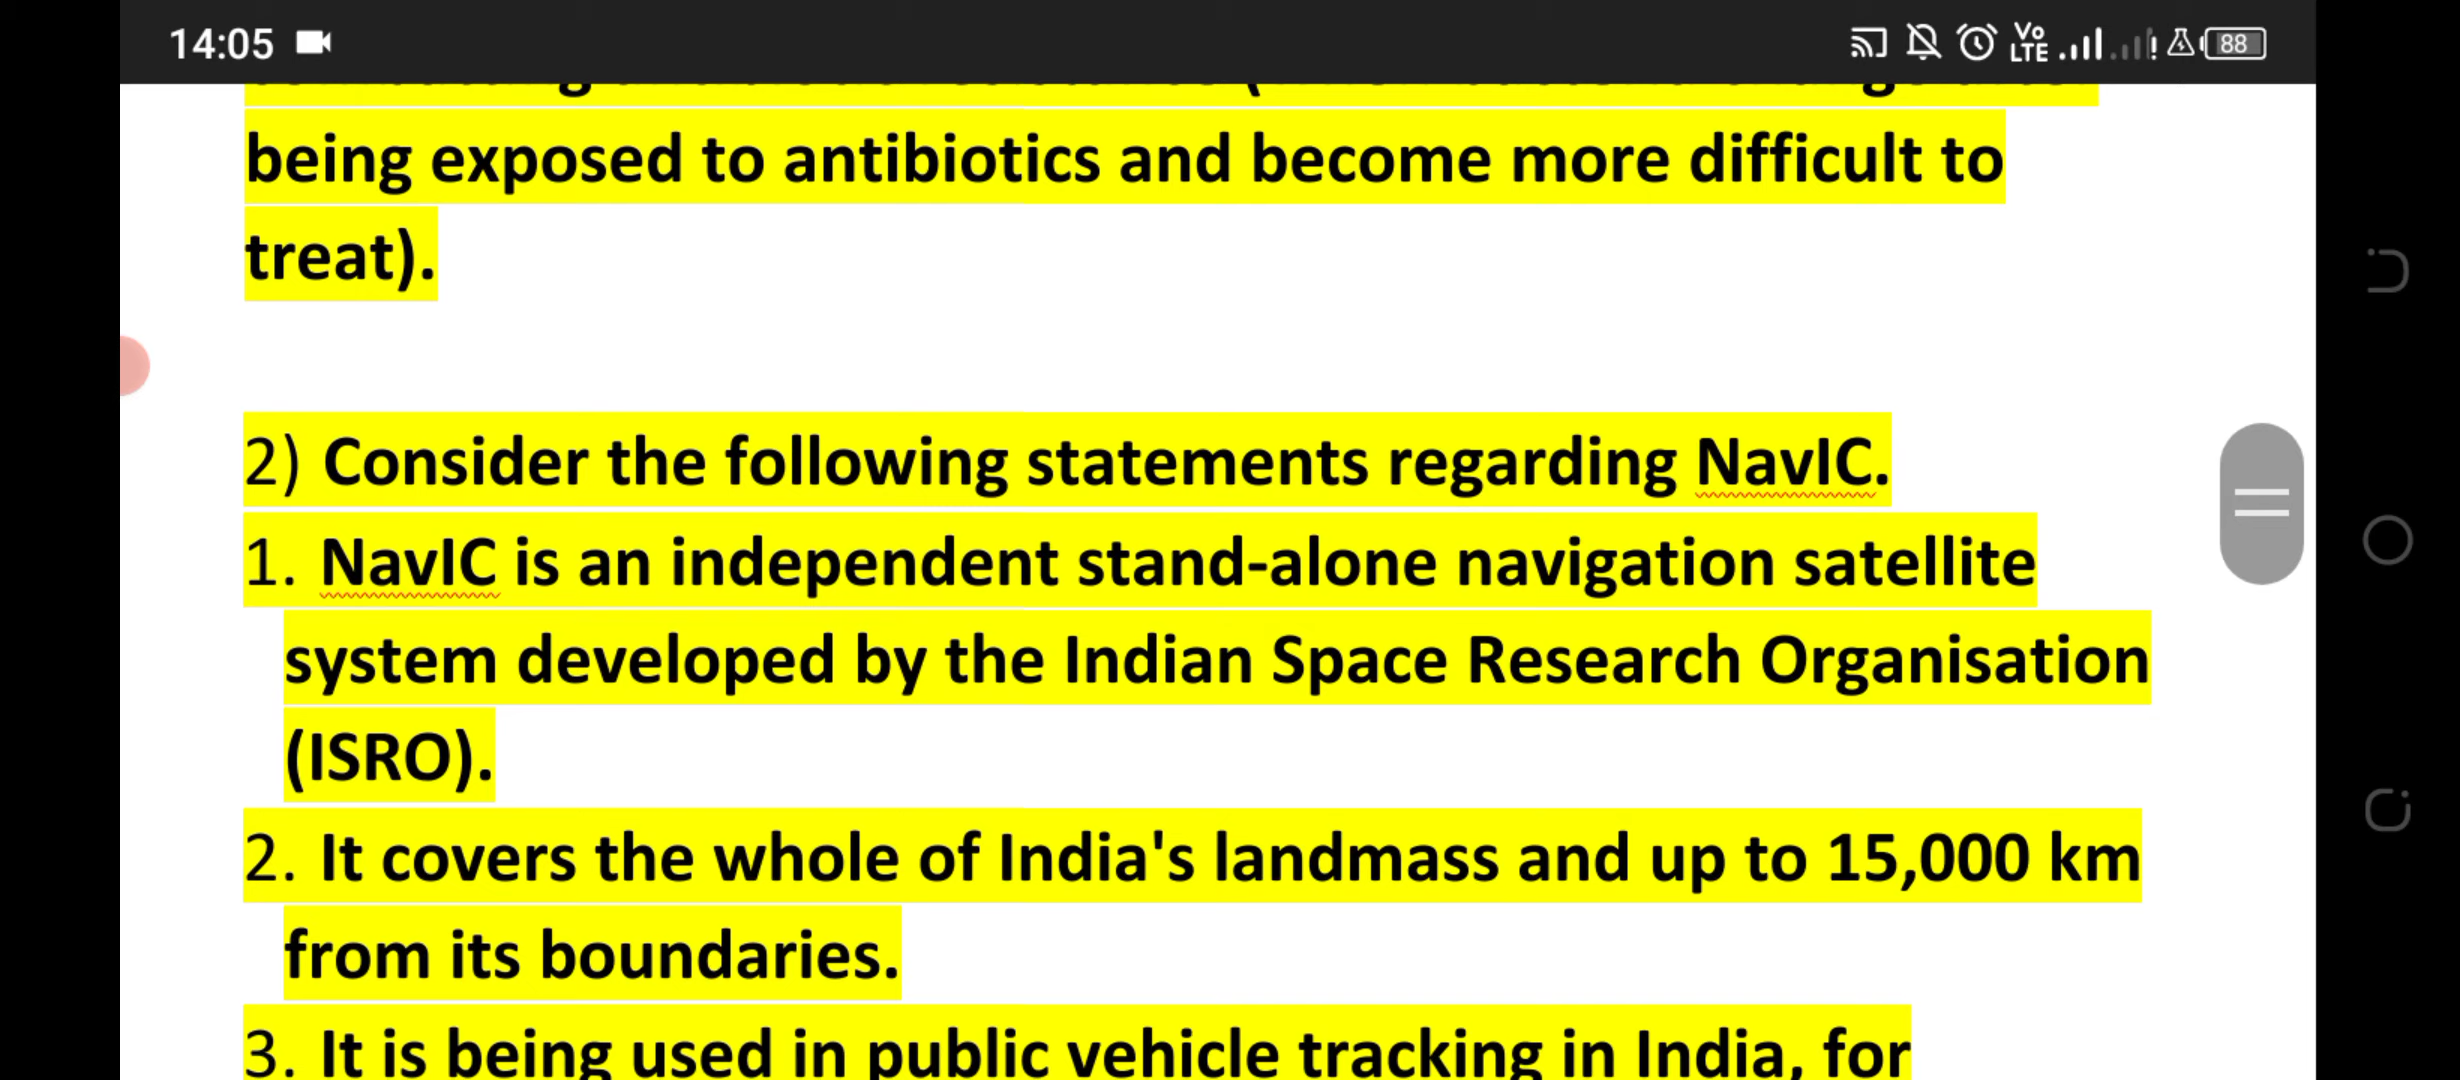 14:05
Vo LTE 88
being exposed to antibiotics and become more difficult to
treat).
2) Consider the following statements regarding NavIC.
1. NavIC is an independent stand-alone navigation satellite
system developed by the Indian Space Research Organisation
(ISRO).
2. It covers the whole of India's landmass and up to 15,000 km
from its boundaries.
3. It is being used in public vehicle tracking in India, for